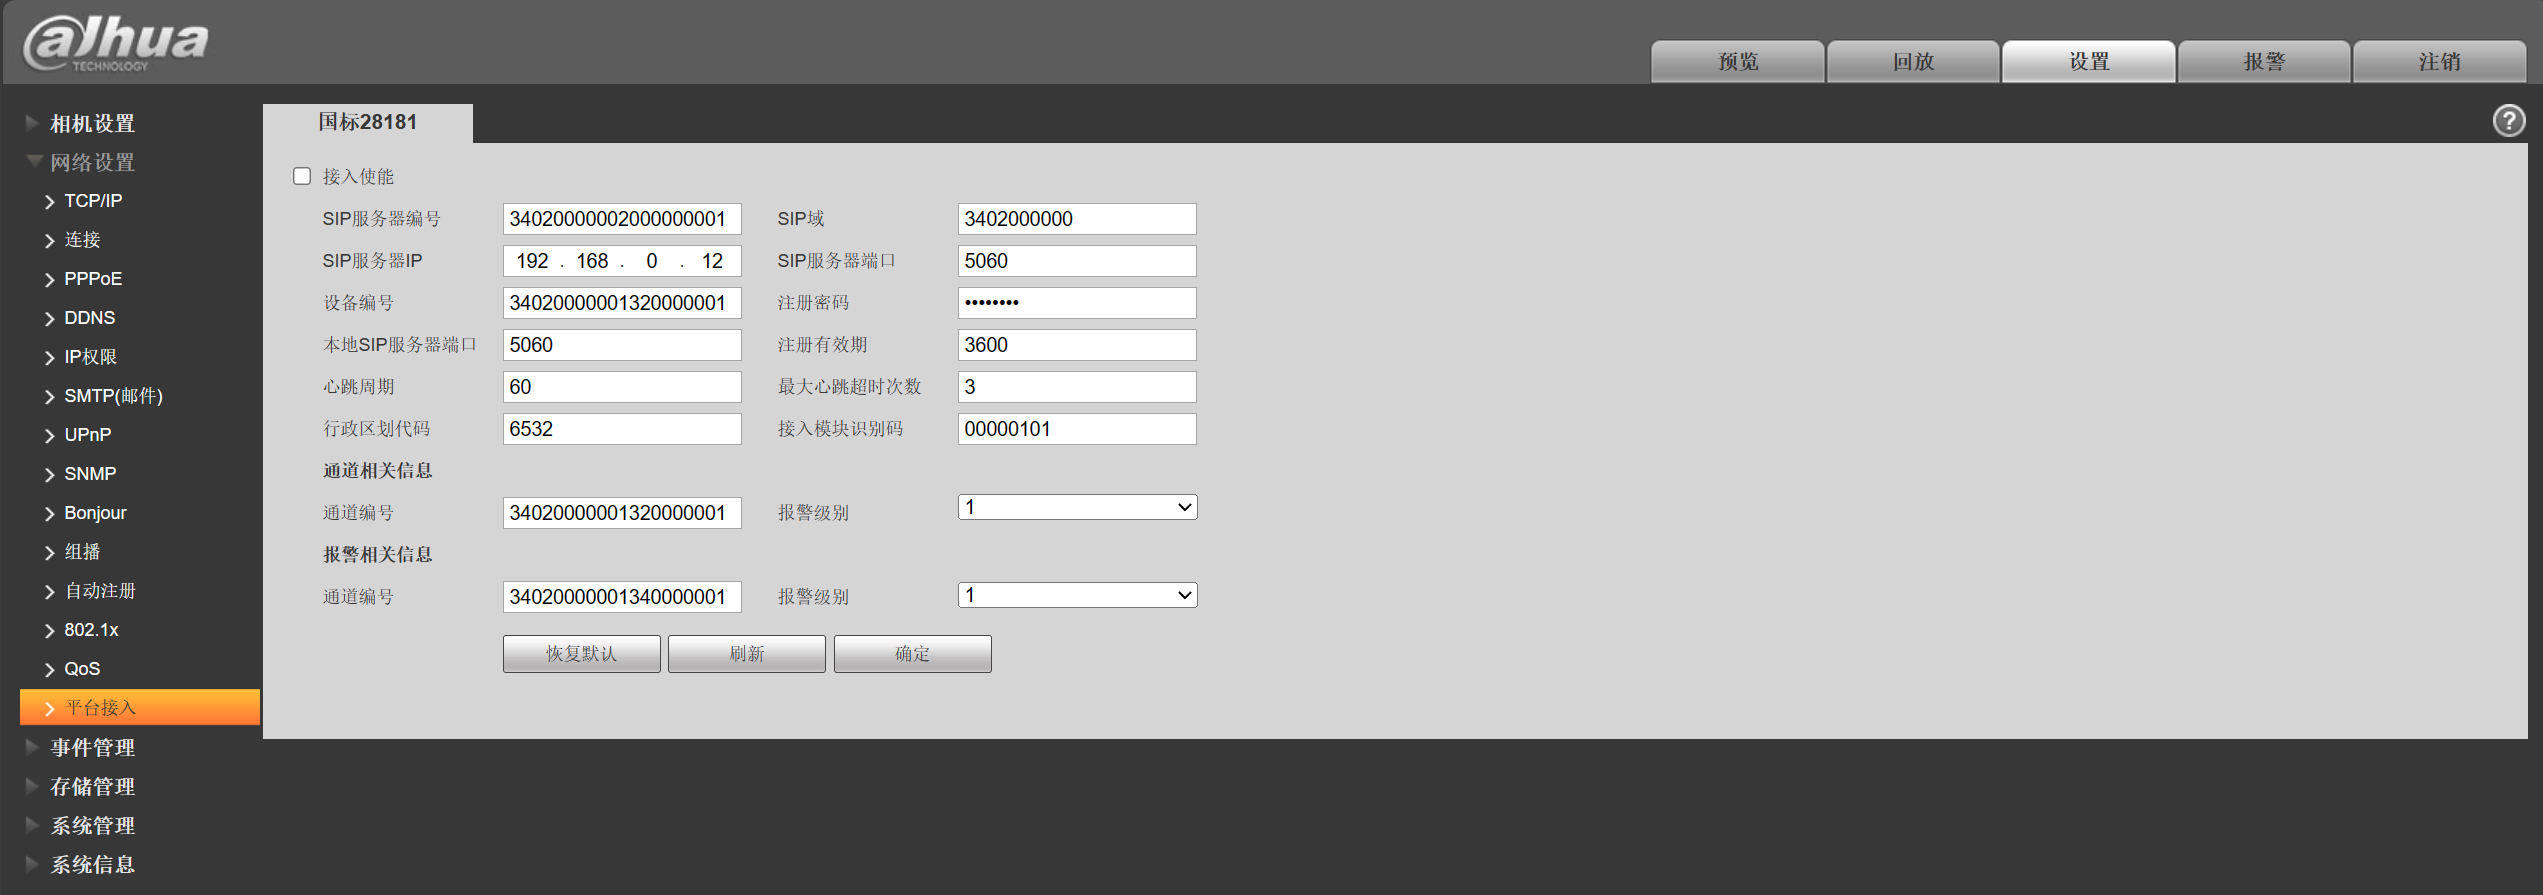 alhua
TECHNOLOGY
预览 回放 设置 报警 注销
相机设置
网络设置
TCP/IP
连接
PPPoE
DDNS
IP权限
SMTP(邮件)
UPnP
SNMP
Bonjour
组播
自动注册
802.1x
QoS
平台接入
事件管理
存储管理
系统管理
系统信息
国标28181
?
接入使能
SIP服务器编号 34020000002000000001 SIP域 3402000000
SIP服务器IP 192 . 168 . 0 . 12 SIP服务器端口 5060
设备编号 34020000001320000001 注册密码 ••••••••
本地SIP服务器端口 5060 注册有效期 3600
心跳周期 60 最大心跳超时次数 3
行政区划代码 6532 接入模块识别码 00000101
通道相关信息
通道编号 34020000001320000001 报警级别 1
报警相关信息
通道编号 34020000001340000001 报警级别 1
恢复默认 刷新 确定